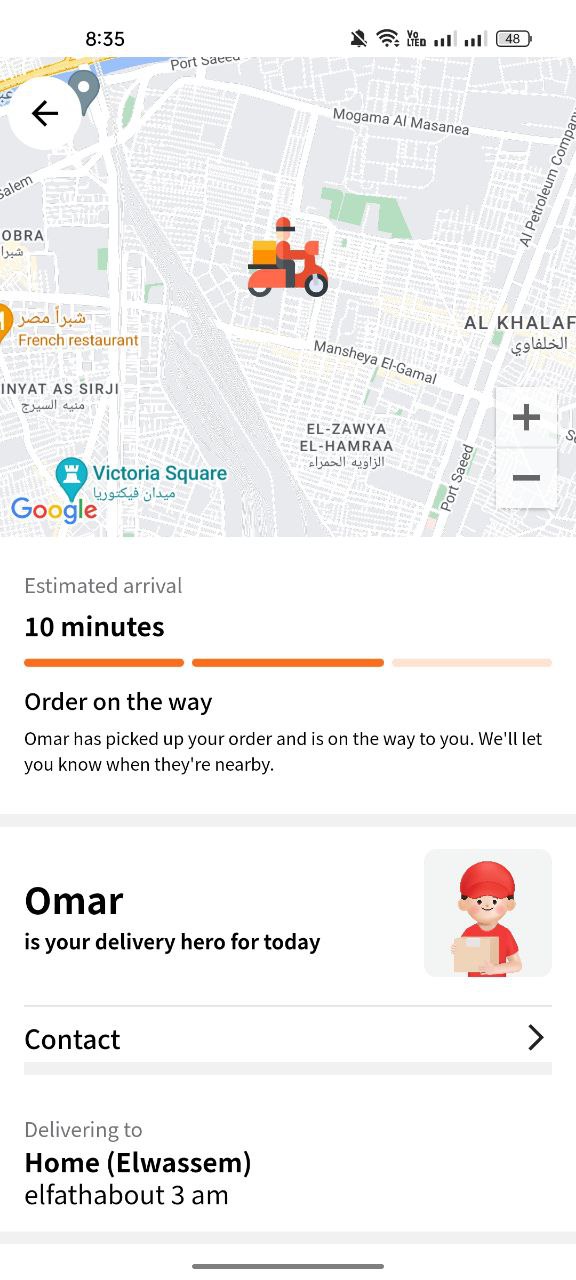 8:35
Vo
LTE
48
Port Saeed
Mogama Al Masanea
Al Petroleum Company
Salem
OBRA
شبرا
شبراً مصر
French restaurant
AL KHALAF
الخلفاوي
Mansheya El-Gamal
INYAT AS SIRJI
منيه السيرج
EL-ZAWYA
EL-HAMRAA
الزاويه الحمراء
Port Saeed
+
−
Victoria Square
ميدان فيكتوريا
Google
Estimated arrival
10 minutes
Order on the way
Omar has picked up your order and is on the way to you. We'll let
you know when they're nearby.
Omar
is your delivery hero for today
Contact
Delivering to
Home (Elwassem)
elfathabout 3 am